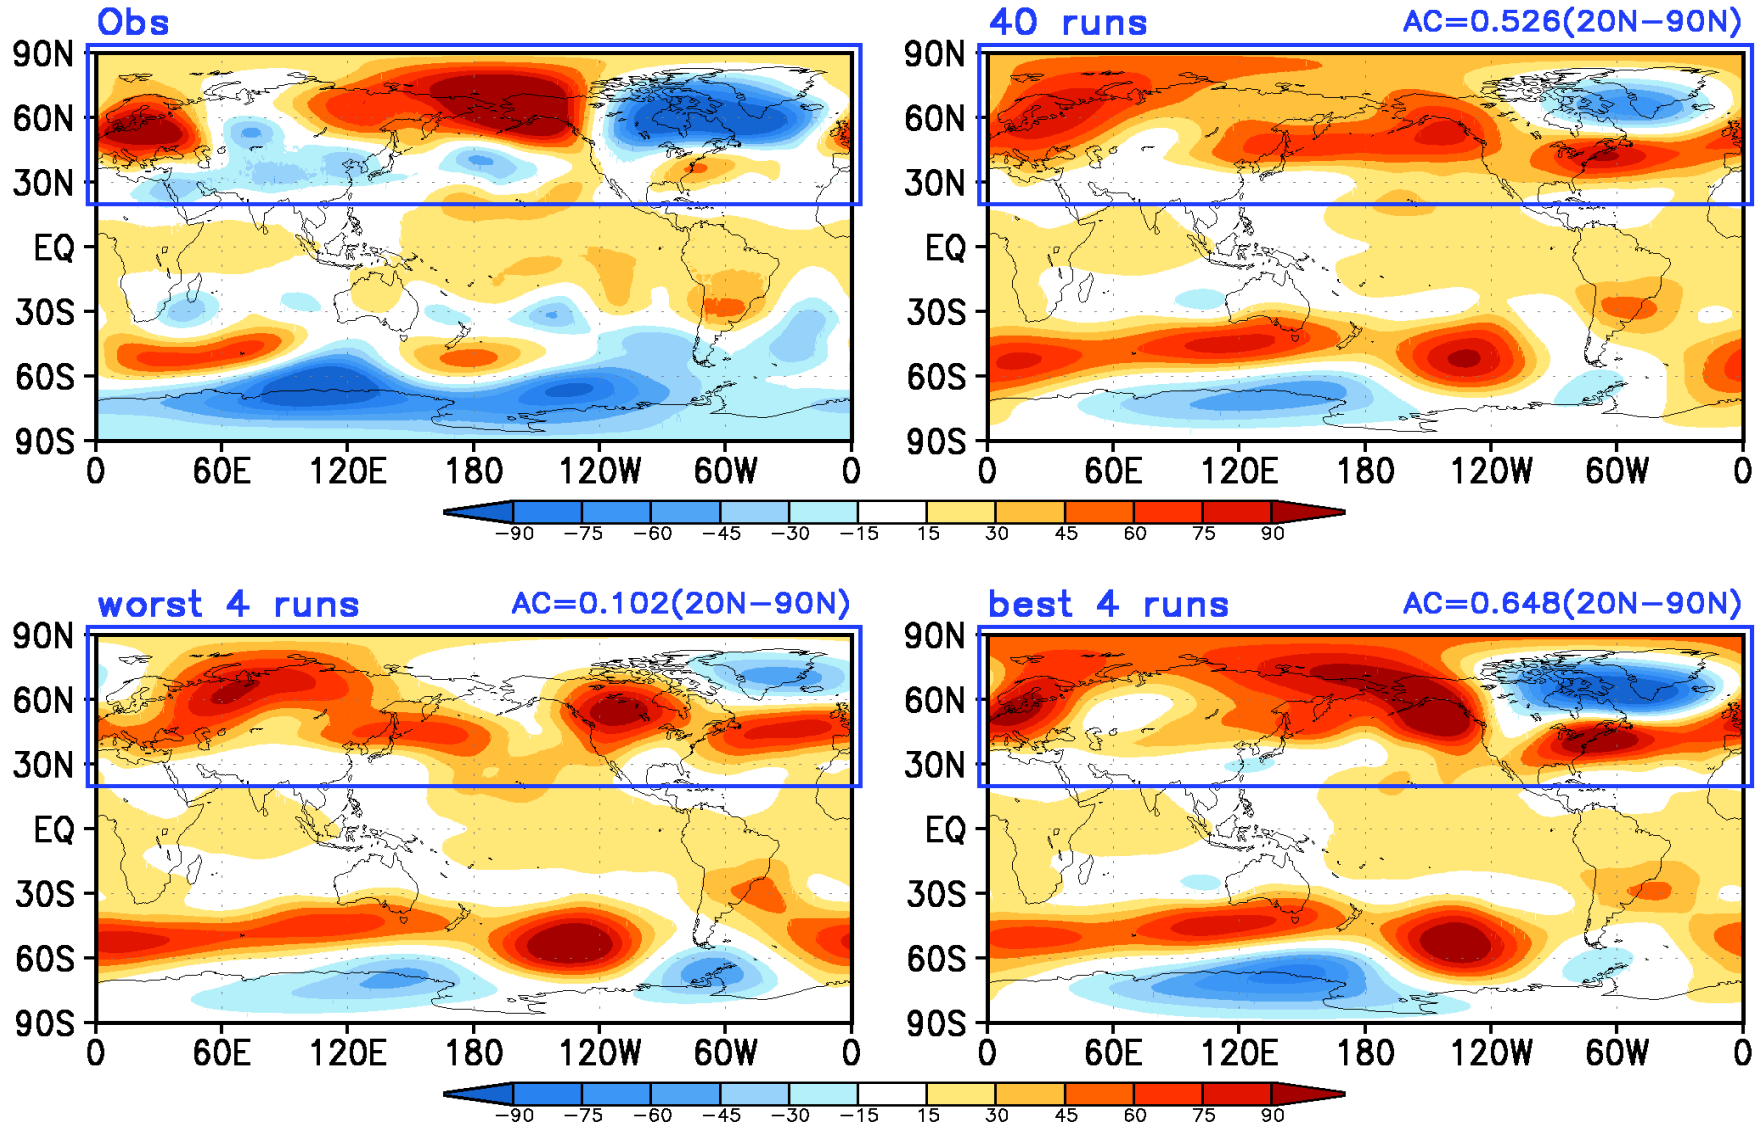 Obs
40 runs AC=0.526(20N-90N)
90N 90N
60N 60N
30N 30N
EQ EQ
30S 30S
60S 60S
90S 90S
0 60E 120E 180 120W 60W 0 0 60E 120E 180 120W 60W 0
-90 -75 -60 -45 -30 -15 15 30 45 60 75 90
worst 4 runs AC=0.102(20N-90N)
best 4 runs AC=0.648(20N-90N)
90N 90N
60N 60N
30N 30N
EQ EQ
30S 30S
60S 60S
90S 90S
0 60E 120E 180 120W 60W 0 0 60E 120E 180 120W 60W 0
-90 -75 -60 -45 -30 -15 15 30 45 60 75 90